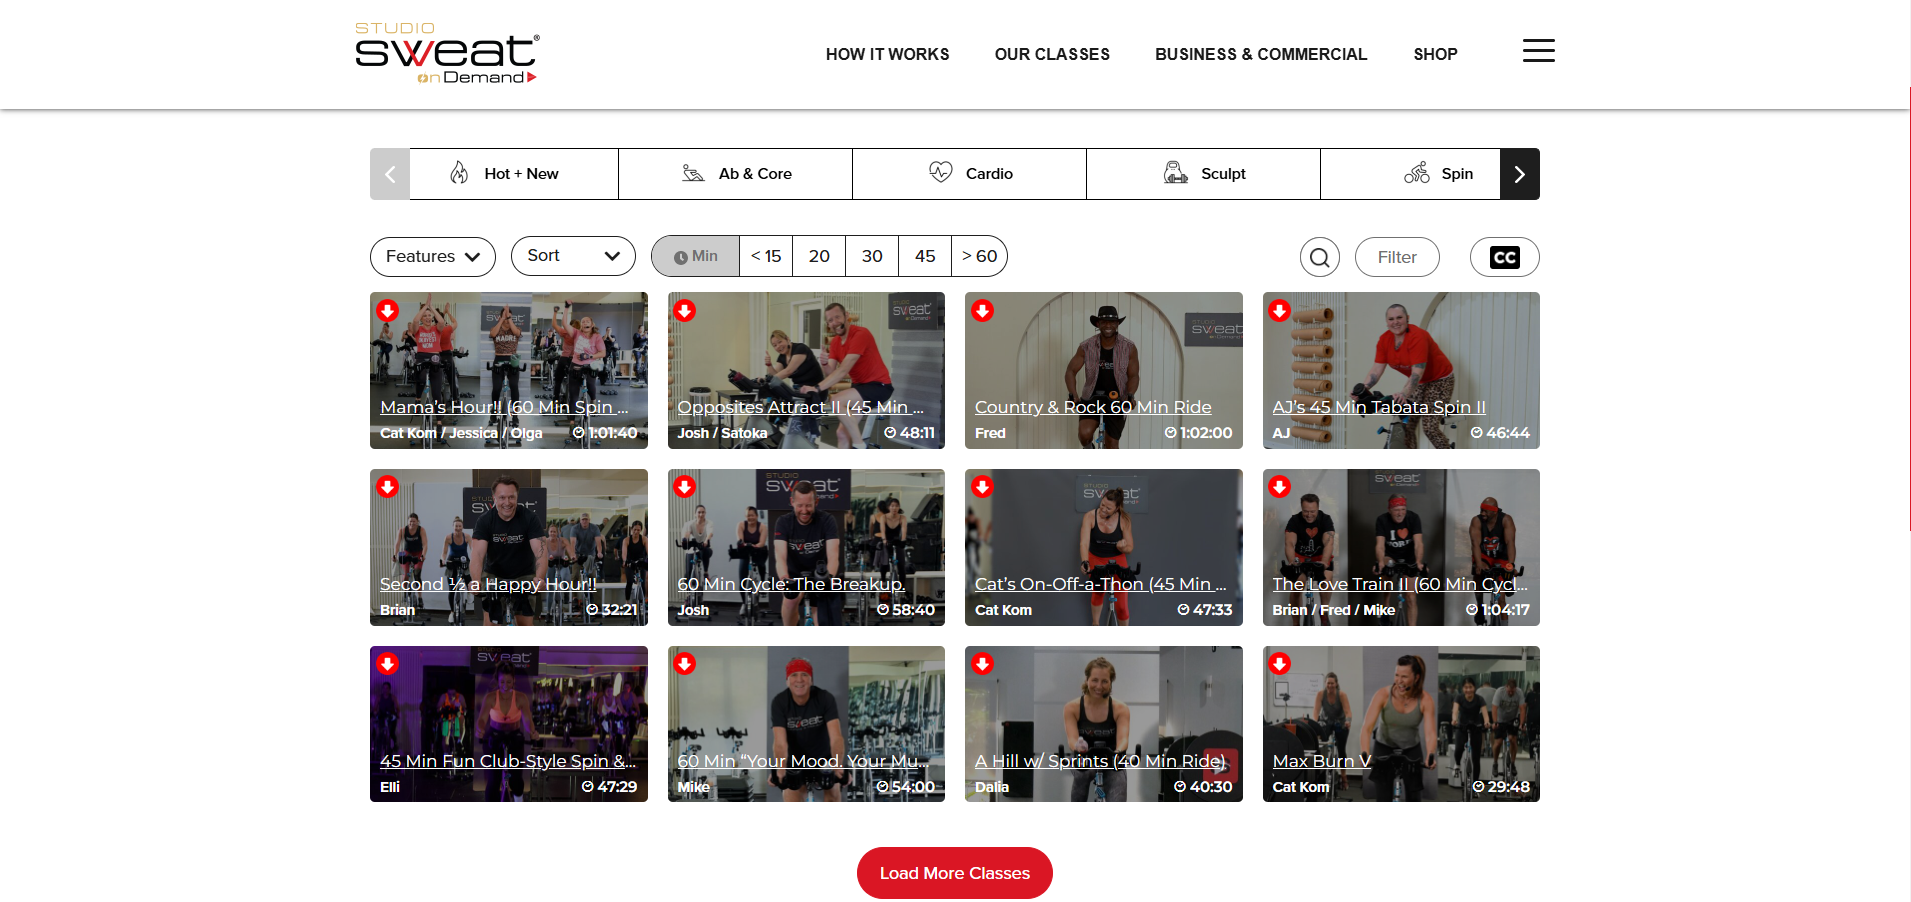 STUDIO
sweat®
onDemand
HOW IT WORKS
OUR CLASSES
BUSINESS & COMMERCIAL
SHOP
Hot + New
Ab & Core
Cardio
Sculpt
Spin
Features
Sort
Min
< 15
20
30
45
> 60
Filter
CC
Mama's Hour!! (60 Min Spin ...
Cat Kom / Jessica / Olga
1:01:40
Opposites Attract II (45 Min ...
Josh / Satoka
48:11
Country & Rock 60 Min Ride
Fred
1:02:00
AJ's 45 Min Tabata Spin II
AJ
46:44
Second ½ a Happy Hour!!
Brian
32:21
60 Min Cycle: The Breakup.
Josh
58:40
Cat's On-Off-a-Thon (45 Min ...
Cat Kom
47:33
The Love Train II (60 Min Cycl...
Brian / Fred / Mike
1:04:17
45 Min Fun Club-Style Spin &...
Elli
47:29
60 Min “Your Mood. Your Mu...
Mike
54:00
A Hill w/ Sprints (40 Min Ride)
Dalia
40:30
Max Burn V
Cat Kom
29:48
Load More Classes